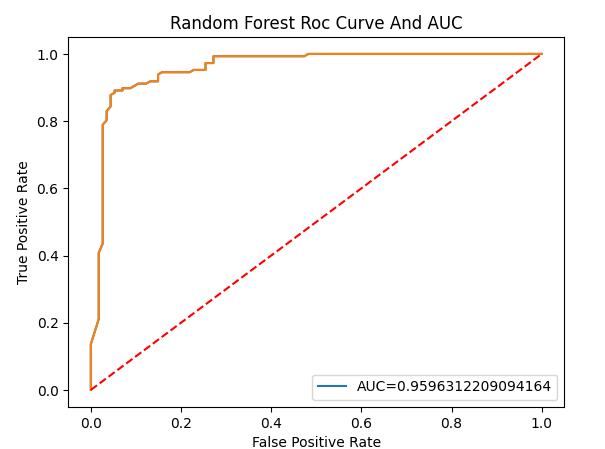 Random Forest Roc Curve And AUC
True Positive Rate
1.0
0.8
0.6
0.4
0.2
0.0
AUC=0.9596312209094164
0.0 0.2 0.4 0.6 0.8 1.0
False Positive Rate